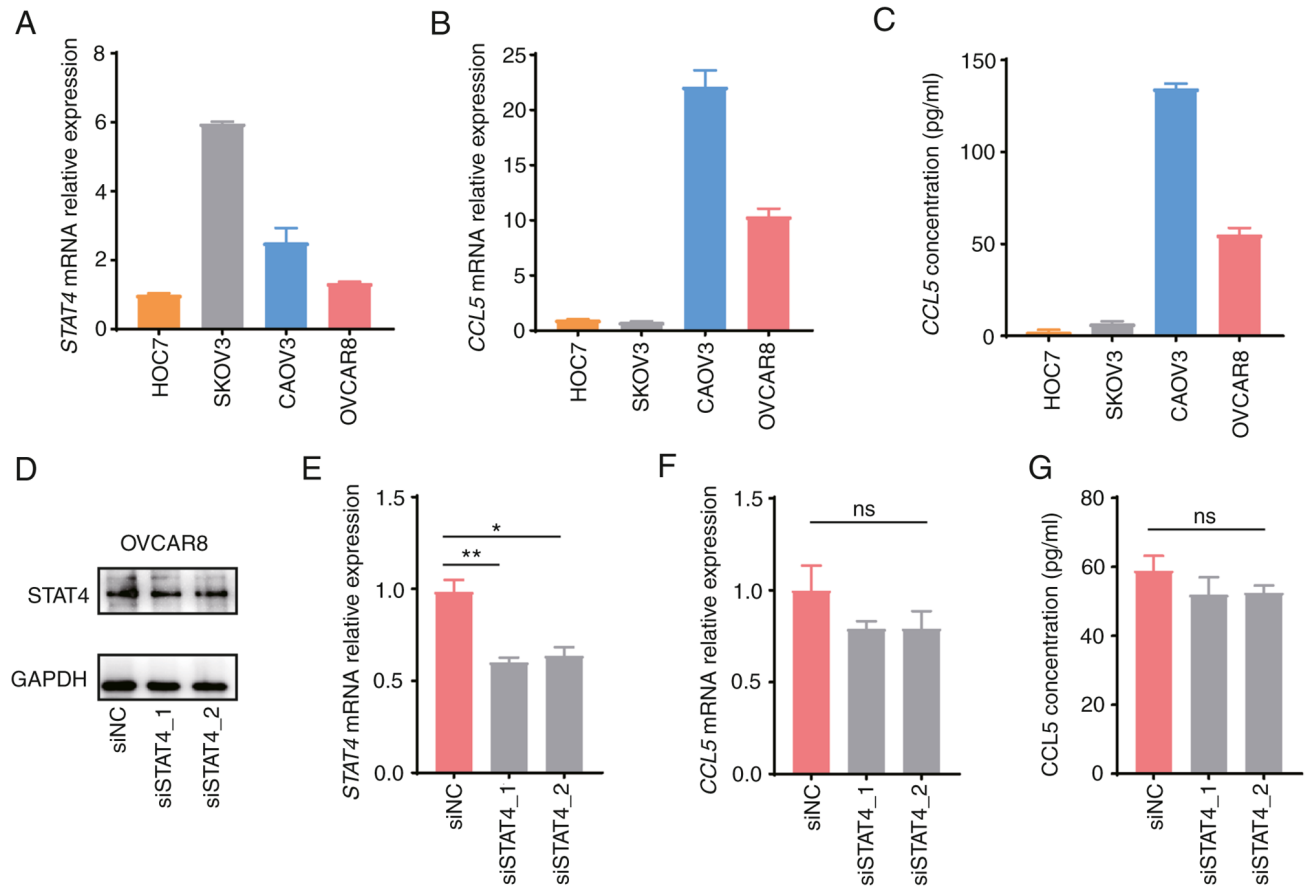 A
STAT4 mRNA relative expression
8
6
4
2
0
HOC7
SKOV3
CAOV3
OVCAR8
B
CCL5 mRNA relative expression
25
20
15
10
5
0
HOC7
SKOV3
CAOV3
OVCAR8
C
CCL5 concentration (pg/ml)
150
100
50
0
HOC7
SKOV3
CAOV3
OVCAR8
D
OVCAR8
STAT4
GAPDH
siNC
siSTAT4_1
siSTAT4_2
E
STAT4 mRNA relative expression
1.5
1.0
0.5
0.0
*
**
siNC
siSTAT4_1
siSTAT4_2
F
CCL5 mRNA relative expression
1.5
1.0
0.5
0.0
ns
siNC
siSTAT4_1
siSTAT4_2
G
CCL5 concentration (pg/ml)
80
60
40
20
0
ns
siNC
siSTAT4_1
siSTAT4_2